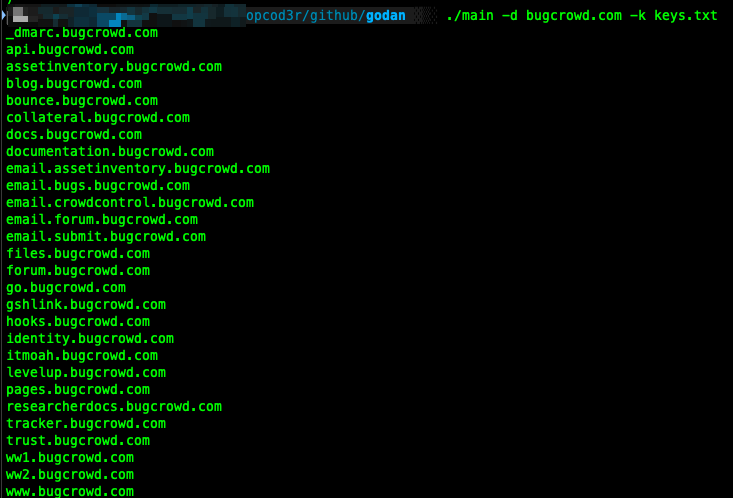 opcod3r/github/godan ./main -d bugcrowd.com -k keys.txt
_dmarc.bugcrowd.com
api.bugcrowd.com
assetinventory.bugcrowd.com
blog.bugcrowd.com
bounce.bugcrowd.com
collateral.bugcrowd.com
docs.bugcrowd.com
documentation.bugcrowd.com
email.assetinventory.bugcrowd.com
email.bugs.bugcrowd.com
email.crowdcontrol.bugcrowd.com
email.forum.bugcrowd.com
email.submit.bugcrowd.com
files.bugcrowd.com
forum.bugcrowd.com
go.bugcrowd.com
gshlink.bugcrowd.com
hooks.bugcrowd.com
identity.bugcrowd.com
itmoah.bugcrowd.com
levelup.bugcrowd.com
pages.bugcrowd.com
researcherdocs.bugcrowd.com
tracker.bugcrowd.com
trust.bugcrowd.com
ww1.bugcrowd.com
ww2.bugcrowd.com
www.bugcrowd.com